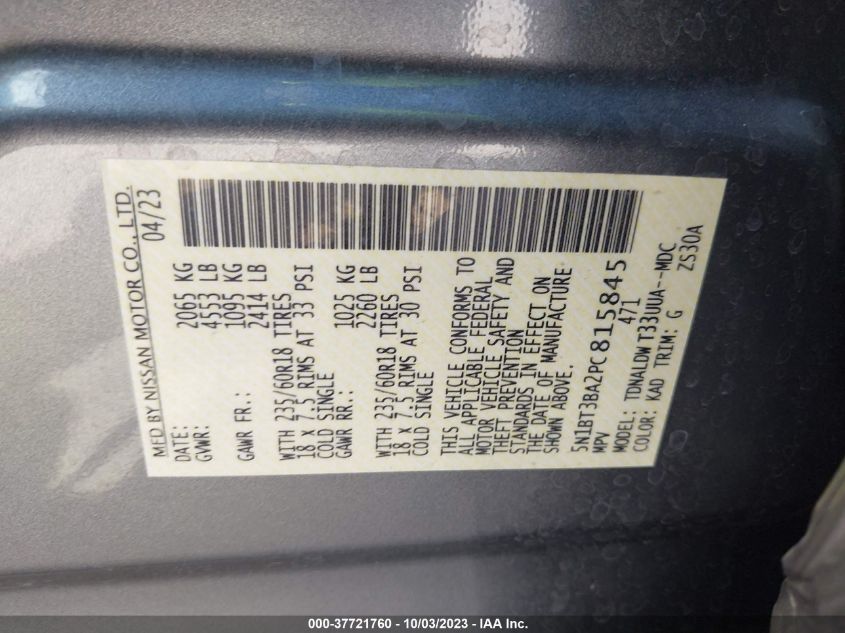 MFD BY NISSAN MOTOR CO., LTD.
DATE: 04/23
GVWR: 2065 KG
4553 LB
GAWR FR.: 1095 KG
2414 LB
WITH 235/60R18 TIRES
18 X 7.5 RIMS AT 33 PSI
COLD SINGLE
GAWR RR.: 1025 KG
2260 LB
WITH 235/60R18 TIRES
18 X 7.5 RIMS AT 30 PSI
COLD SINGLE
THIS VEHICLE CONFORMS TO
ALL APPLICABLE FEDERAL
MOTOR VEHICLE SAFETY AND
THEFT PREVENTION
STANDARDS IN EFFECT ON
THE DATE OF MANUFACTURE
SHOWN ABOVE.
5N1BT3BA2PC815845
MPV 471
MODEL: TDNALDWT33UUA--MDC
COLOR: KAD TRIM: G ZS30A
000-37721760 - 10/03/2023 - IAA Inc.